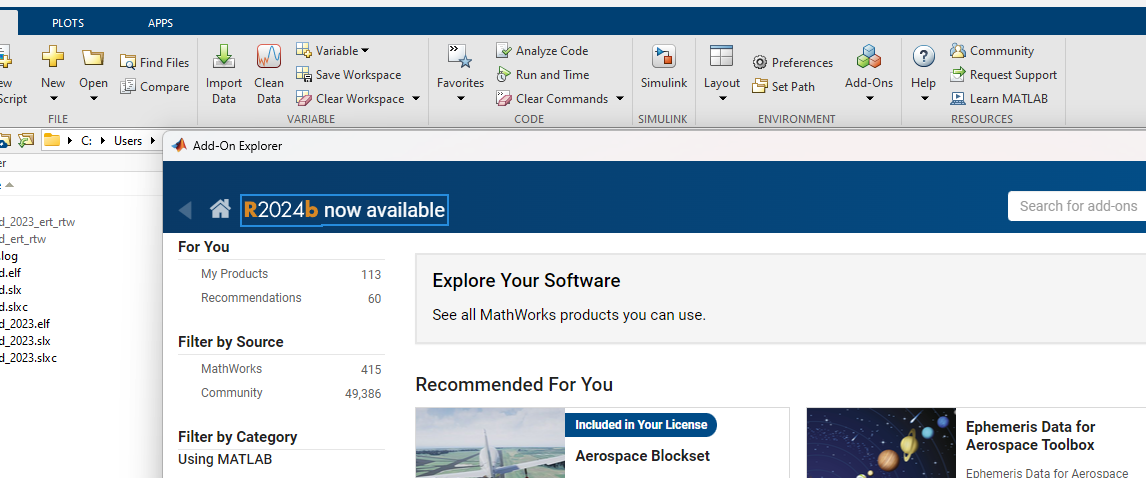 PLOTS APPS
New Open Find Files Compare
Import Data Clean Data Variable Save Workspace Clear Workspace
Favorites Analyze Code Run and Time Clear Commands
Simulink
Layout Preferences Set Path Add-Ons
Help Community Request Support Learn MATLAB
FILE VARIABLE CODE SIMULINK ENVIRONMENT RESOURCES
C: Users
Add-On Explorer
R2024b now available
Search for add-ons
d_2023_ert_rtw
d_ert_rtw
.log
d.elf
d.slx
d.slxc
d_2023.elf
d_2023.slx
d_2023.slxc
For You
My Products 113
Recommendations 60
Filter by Source
MathWorks 415
Community 49,386
Filter by Category
Using MATLAB
Explore Your Software
See all MathWorks products you can use.
Recommended For You
Included in Your License
Aerospace Blockset
Ephemeris Data for
Aerospace Toolbox
Ephemeris Data for Aerospace